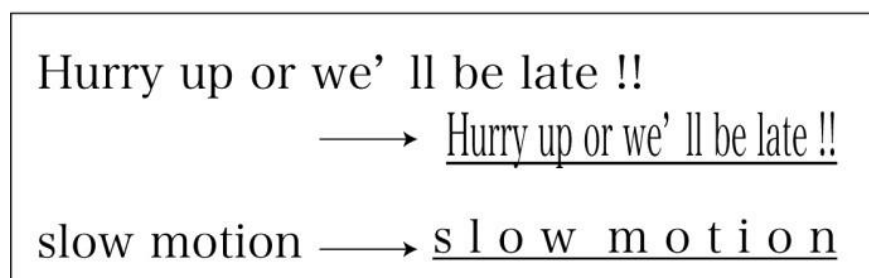 Hurry up or we’ ll be late !!
→ Hurry up or we’ ll be late !!
slow motion → s l o w  m o t i o n